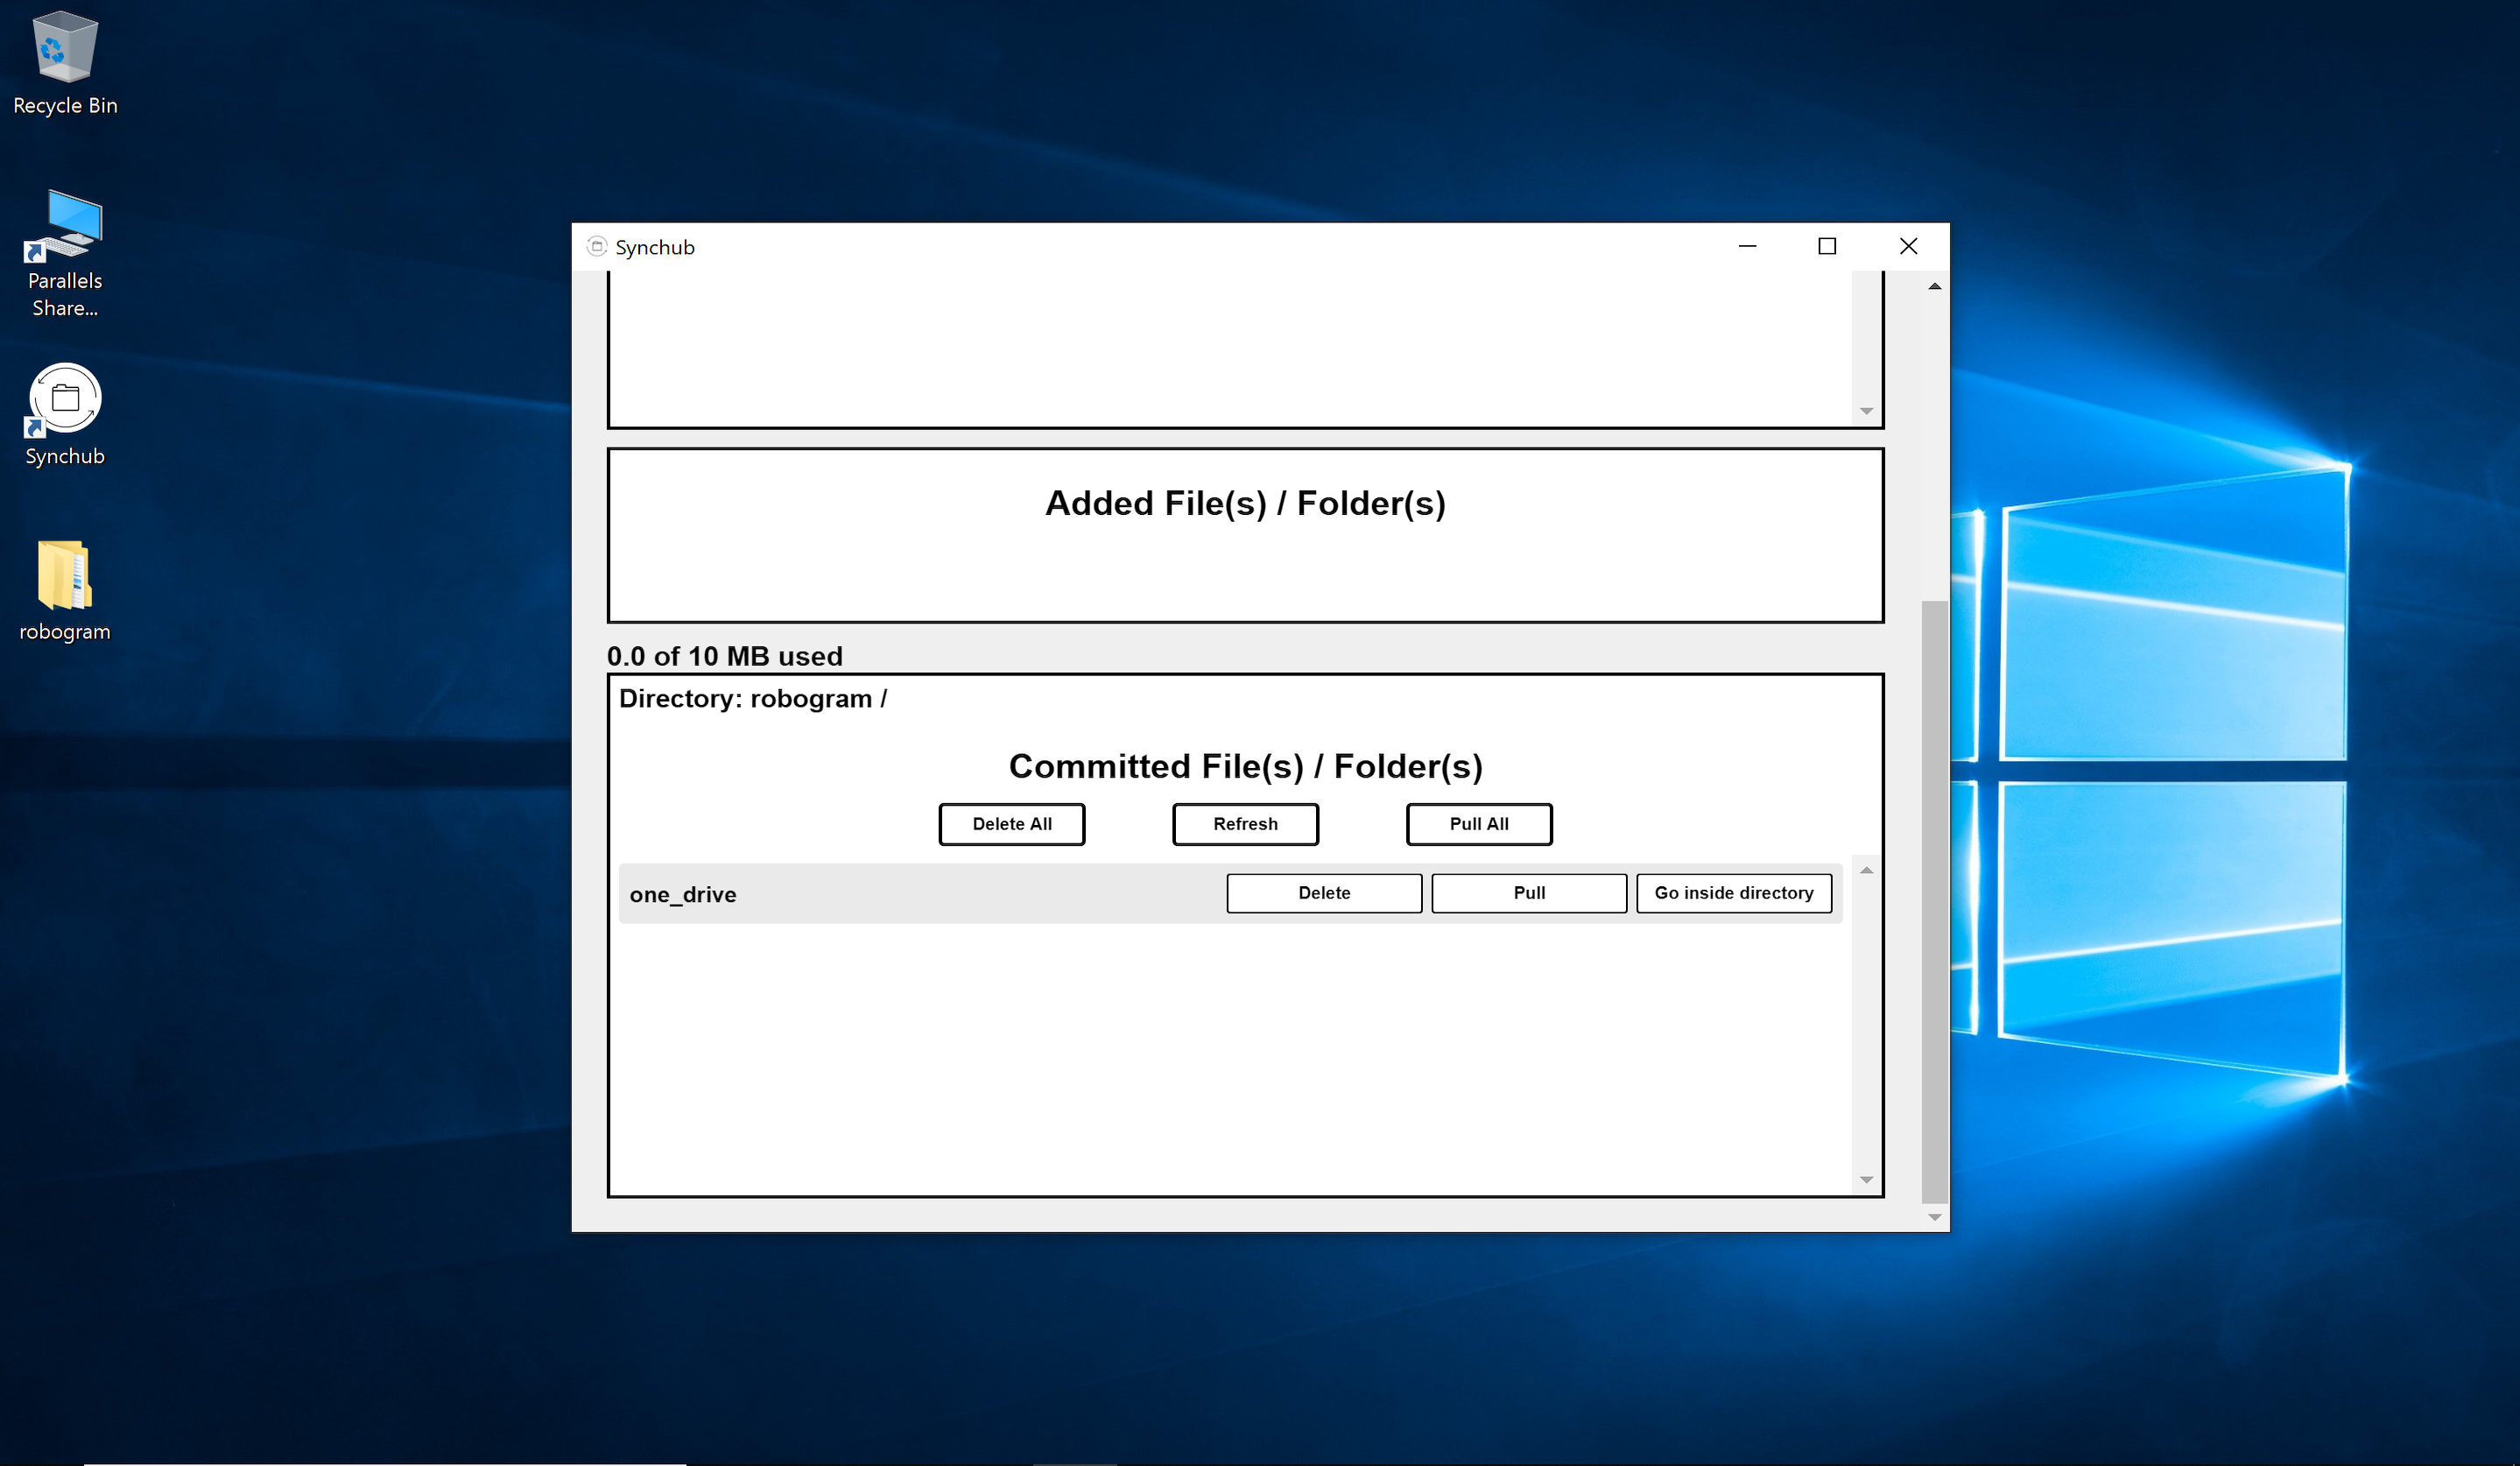 Recycle Bin
Parallels
Share...
Synchub
robogram
Synchub
Added File(s) / Folder(s)
0.0 of 10 MB used
Directory: robogram /
Committed File(s) / Folder(s)
Delete All
Refresh
Pull All
one_drive
Delete
Pull
Go inside directory